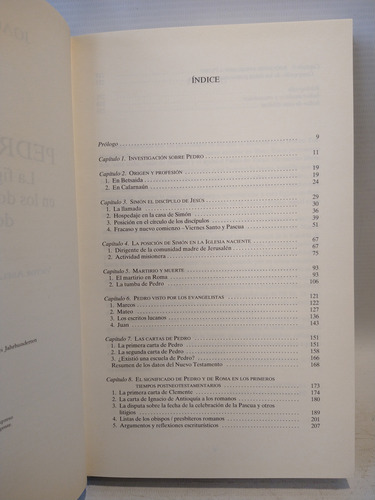 ÍNDICE
Prólogo 9
Capítulo 1. INVESTIGACIÓN SOBRE PEDRO 11
Capítulo 2. ORIGEN Y PROFESIÓN 19
1. En Betsaida 19
2. En Cafarnaún 24
Capítulo 3. SIMÓN EL DISCÍPULO DE JESÚS 29
1. La llamada 30
2. Hospedaje en la casa de Simón 36
3. Posición en el círculo de los discípulos 39
4. Fracaso y nuevo comienzo - Viernes Santo y Pascua 51
Capítulo 4. LA POSICIÓN DE SIMÓN EN LA IGLESIA NACIENTE 67
1. Dirigente de la comunidad madre de Jerusalén 67
2. Actividad misionera 75
Capítulo 5. MARTIRIO Y MUERTE 93
1. El martirio en Roma 93
2. La tumba de Pedro 106
Capítulo 6. PEDRO VISTO POR LOS EVANGELISTAS 121
1. Marcos 122
2. Mateo 127
3. Los escritos lucanos 136
4. Juan 143
Capítulo 7. LAS CARTAS DE PEDRO 151
1. La primera carta de Pedro 151
2. La segunda carta de Pedro 158
3. ¿Existió una escuela de Pedro? 166
Resumen de los datos del Nuevo Testamento 168
Capítulo 8. EL SIGNIFICADO DE PEDRO Y DE ROMA EN LOS PRIMEROS
TIEMPOS POSTNEOTESTAMENTARIOS 173
1. La primera carta de Clemente 174
2. La carta de Ignacio de Antioquía a los romanos 180
3. La disputa sobre la fecha de la celebración de la Pascua y otros
litigios 189
4. Listas de los obispos / presbíteros romanos 201
5. Argumentos y reflexiones escriturísticos 207